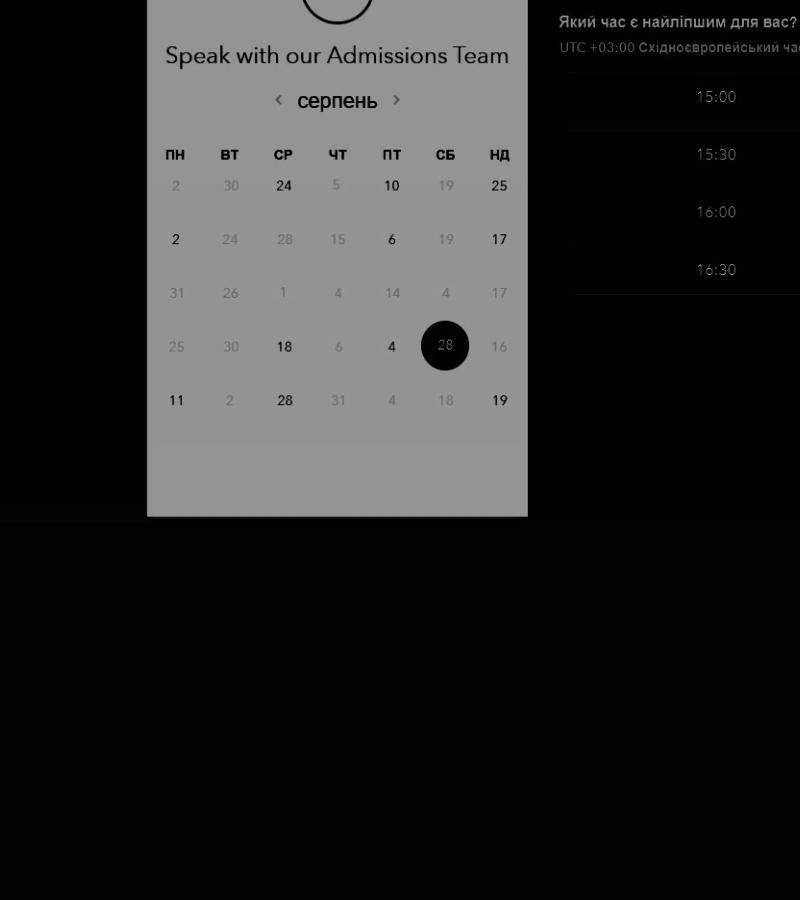 Speak with our Admissions Team
< серпень >
ПН ВТ СР ЧТ ПТ СБ НД
2 30 24 5 10 19 25
2 24 28 15 6 19 17
31 26 1 4 14 4 17
25 30 18 6 4 28 16
11 2 28 31 4 18 19
Який час є найліпшим для вас?
UTC +03:00 Східноєвропейський
15:00
15:30
16:00
16:30